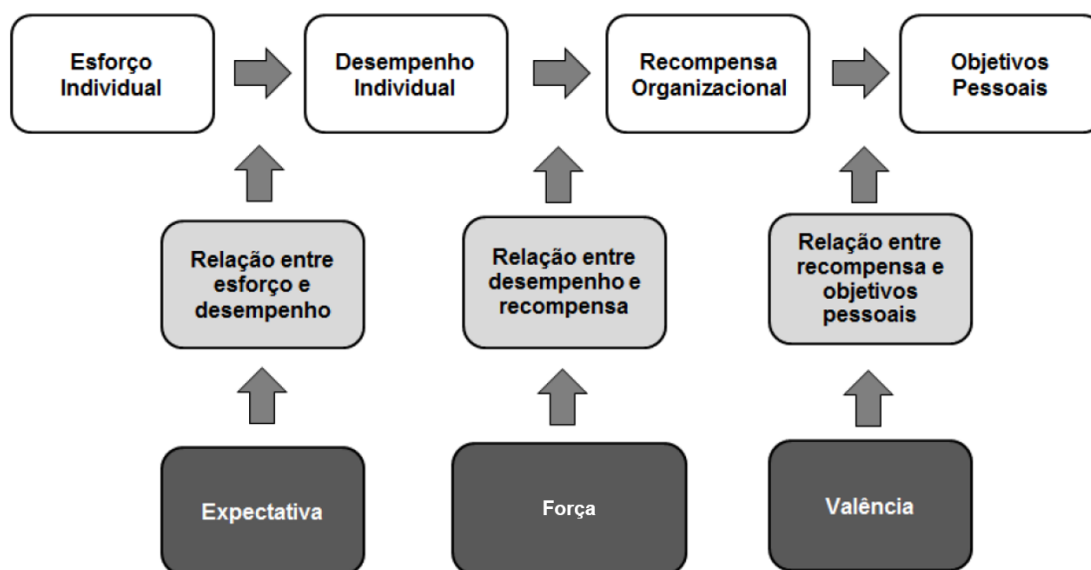 Esforço
Individual
Desempenho
Individual
Recompensa
Organizacional
Objetivos
Pessoais
Relação entre
esforço e
desempenho
Relação entre
desempenho e
recompensa
Relação entre
recompensa e
objetivos
pessoais
Expectativa
Força
Valência